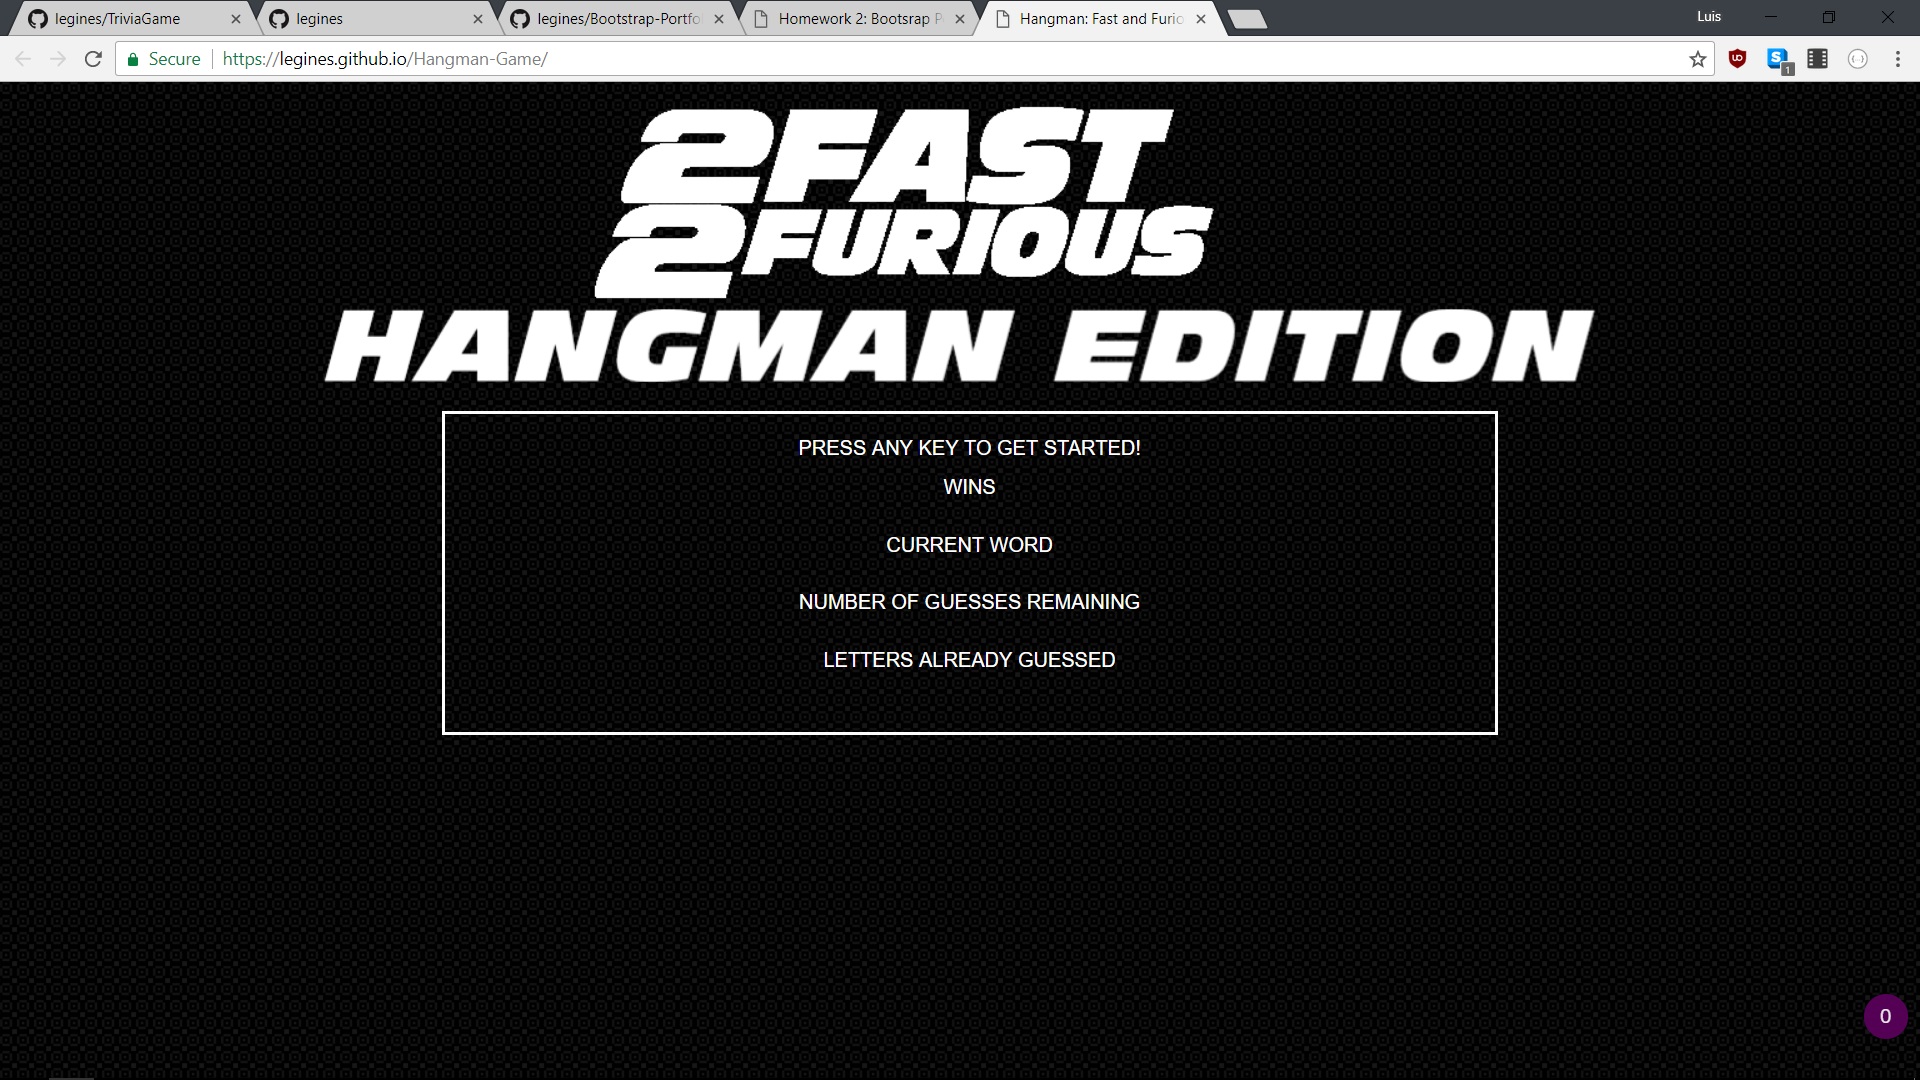 legines/TriviaGame
legines
legines/Bootstrap-Portfo
Homework 2: Bootsrap P
Hangman: Fast and Furio
Luis
Secure
https://legines.github.io/Hangman-Game/
1
2FAST
2FURIOUS
HANGMAN EDITION
PRESS ANY KEY TO GET STARTED!
WINS
CURRENT WORD
NUMBER OF GUESSES REMAINING
LETTERS ALREADY GUESSED
0